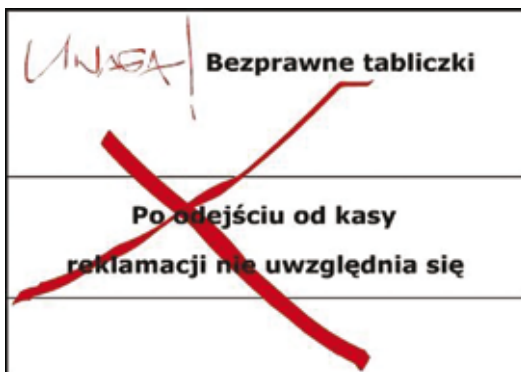 UWAGA! Bezprawne tabliczki
Po odejściu od kasy
reklamacji nie uwzględnia się